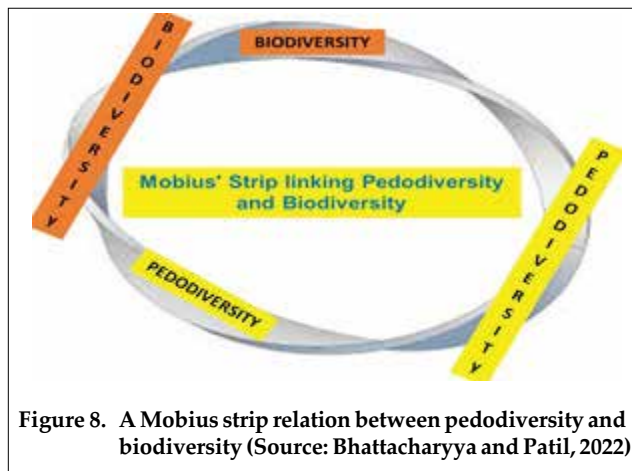 BIODIVERSITY
BIODIVERSITY
Mobius' Strip linking Pedodiversity
and Biodiversity
PEDODIVERSITY
PEDODIVERSITY
Figure 8. A Mobius strip relation between pedodiversity and
biodiversity (Source: Bhattacharyya and Patil, 2022)